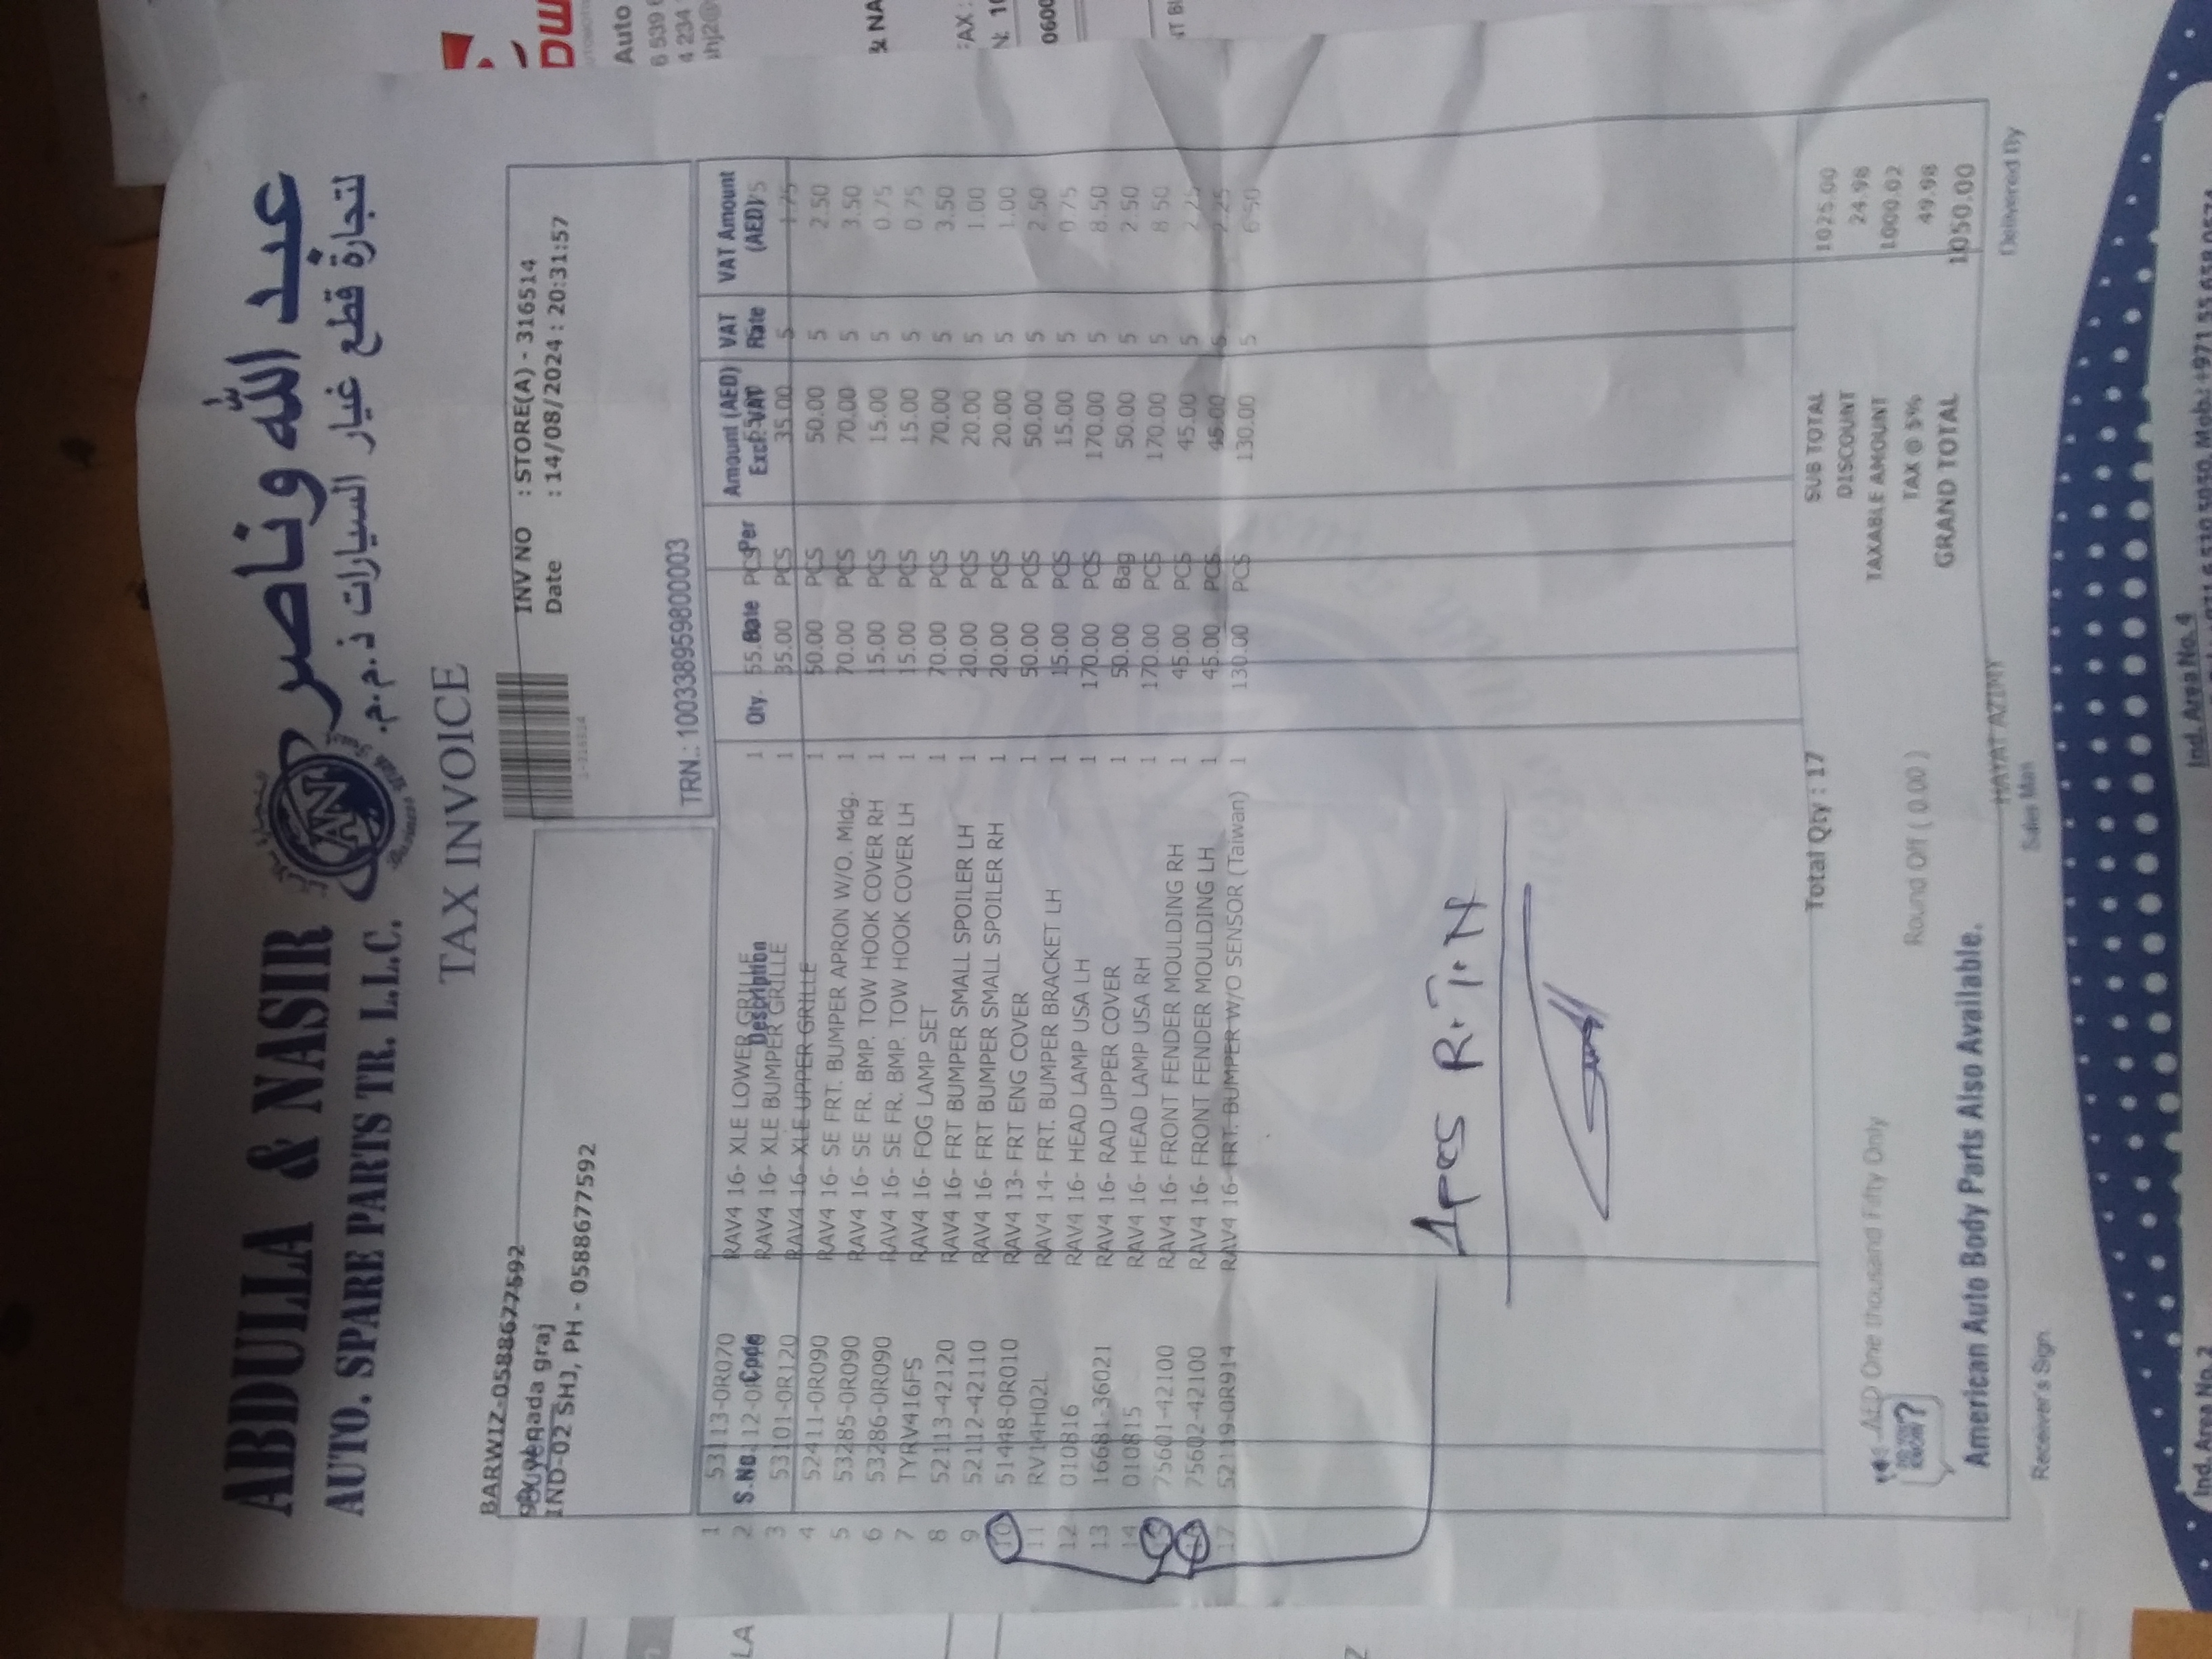 ABDULLA & NASIR
AUTO. SPARE PARTS TR. L.L.C.
عبد الله وناصر
لتجارة قطع غيار السيارات ذ.م.م.
AN
TAX INVOICE
BARWIZ-0588677592
IND-02 SHJ, PH - 0588677592
INV NO : STORE(A) - 316514
Date : 14/08/2024 : 20:31:57
TRN.: 100338959800003
S.No. Code Description Qty. Rate Per Amount (AED) Excl. VAT VAT Rate VAT Amount (AED)
1 53113-0R070 RAV4 16- XLE LOWER GRILLE 1 55.00 PCS
2 RAV4 16- XLE BUMPER GRILLE 1 35.00 PCS 35.00 5 1.75
3 53101-0R120 RAV4 16- XLE UPPER GRILLE 1 50.00 PCS 50.00 5 2.50
4 52411-0R090 RAV4 16- SE FRT. BUMPER APRON W/O. Mldg. 1 70.00 PCS 70.00 5 3.50
5 53285-0R090 RAV4 16- SE FR. BMP. TOW HOOK COVER RH 1 15.00 PCS 15.00 5 0.75
6 53286-0R090 RAV4 16- SE FR. BMP. TOW HOOK COVER LH 1 15.00 PCS 15.00 5 0.75
7 TYRV416FS RAV4 16- FOG LAMP SET 1 70.00 PCS 70.00 5 3.50
8 52113-42120 RAV4 16- FRT BUMPER SMALL SPOILER LH 1 20.00 PCS 20.00 5 1.00
9 52112-42110 RAV4 16- FRT BUMPER SMALL SPOILER RH 1 20.00 PCS 20.00 5 1.00
10 51448-0R010 RAV4 13- FRT ENG COVER 1 50.00 PCS 50.00 5 2.50
11 RV14H02L RAV4 14- FRT. BUMPER BRACKET LH 1 15.00 PCS 15.00 5 0.75
12 010816 RAV4 16- HEAD LAMP USA LH 1 170.00 PCS 170.00 5 8.50
13 16681-36021 RAV4 16- RAD UPPER COVER 1 50.00 Bag 50.00 5 2.50
14 010815 RAV4 16- HEAD LAMP USA RH 1 170.00 PCS 170.00 5 8.50
15 75601-42100 RAV4 16- FRONT FENDER MOULDING RH 1 45.00 PCS 45.00 5 2.25
16 75602-42100 RAV4 16- FRONT FENDER MOULDING LH 1 45.00 PCS 45.00 5 2.25
17 52119-0R914 RAV4 16- FRT. BUMPER W/O SENSOR (Taiwan) 1 130.00 PCS 130.00 5 6.50
Total Qty : 17
SUB TOTAL 1025.00
DISCOUNT 24.98
TAXABLE AMOUNT 1000.02
TAX @ 5% 49.98
GRAND TOTAL 1050.00
AED One thousand Fifty Only
Round Off ( 0.00 )
American Auto Body Parts Also Available.
HAYAT AZIMY
Receiver's Sign
Sales Man
Delivered By
Ind. Area No.2
Ind. Area No.4